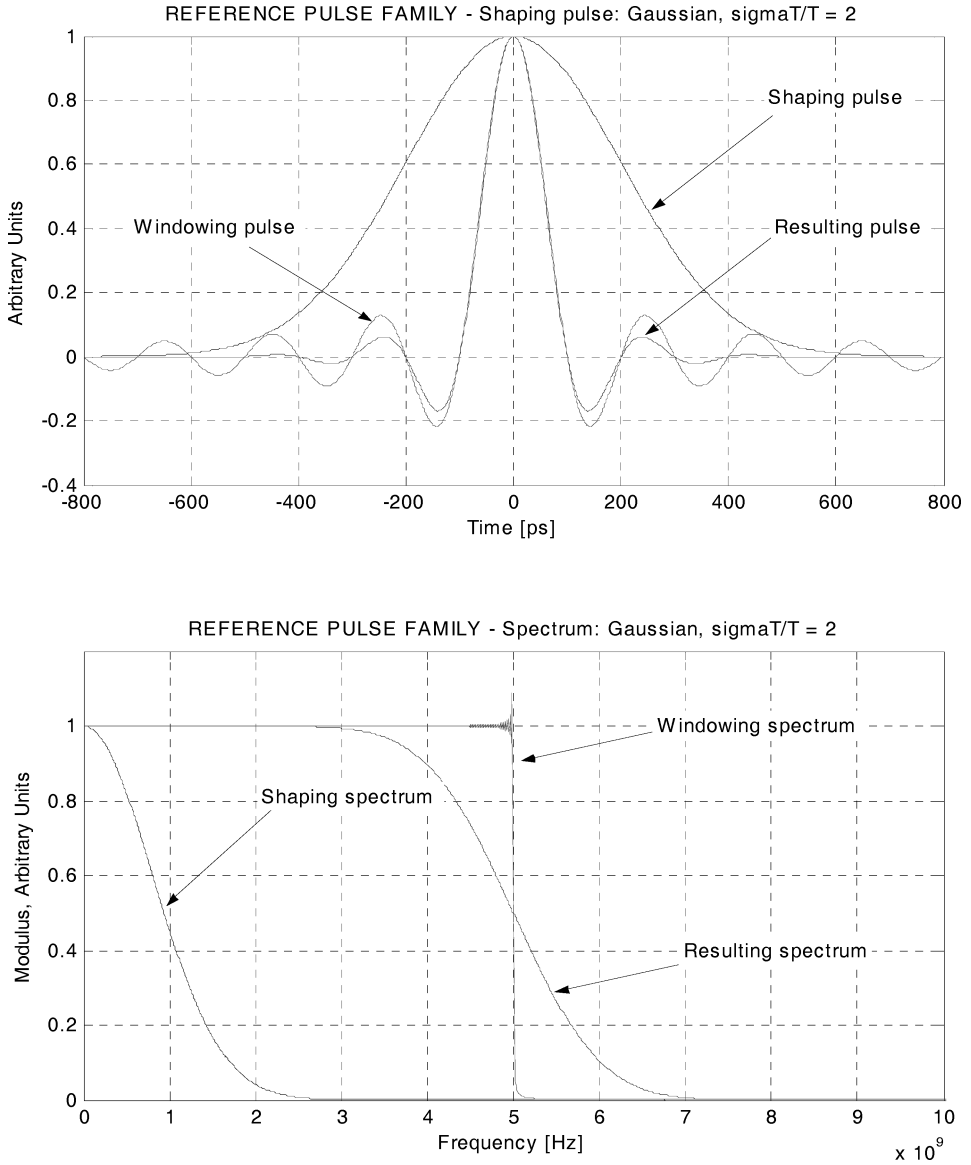 REFERENCE PULSE FAMILY - Shaping pulse: Gaussian, sigmaT/T = 2
1
0.8
0.6
0.4
0.2
0
-0.2
-0.4
Arbitrary Units
Shaping pulse
Windowing pulse
Resulting pulse
-800
-600
-400
-200
0
200
400
600
800
Time [ps]
REFERENCE PULSE FAMILY - Spectrum: Gaussian, sigmaT/T = 2
1
0.8
0.6
0.4
0.2
0
Modulus, Arbitrary Units
Windowing spectrum
Shaping spectrum
Resulting spectrum
0
1
2
3
4
5
6
7
8
9
10
Frequency [Hz]
x 10⁹